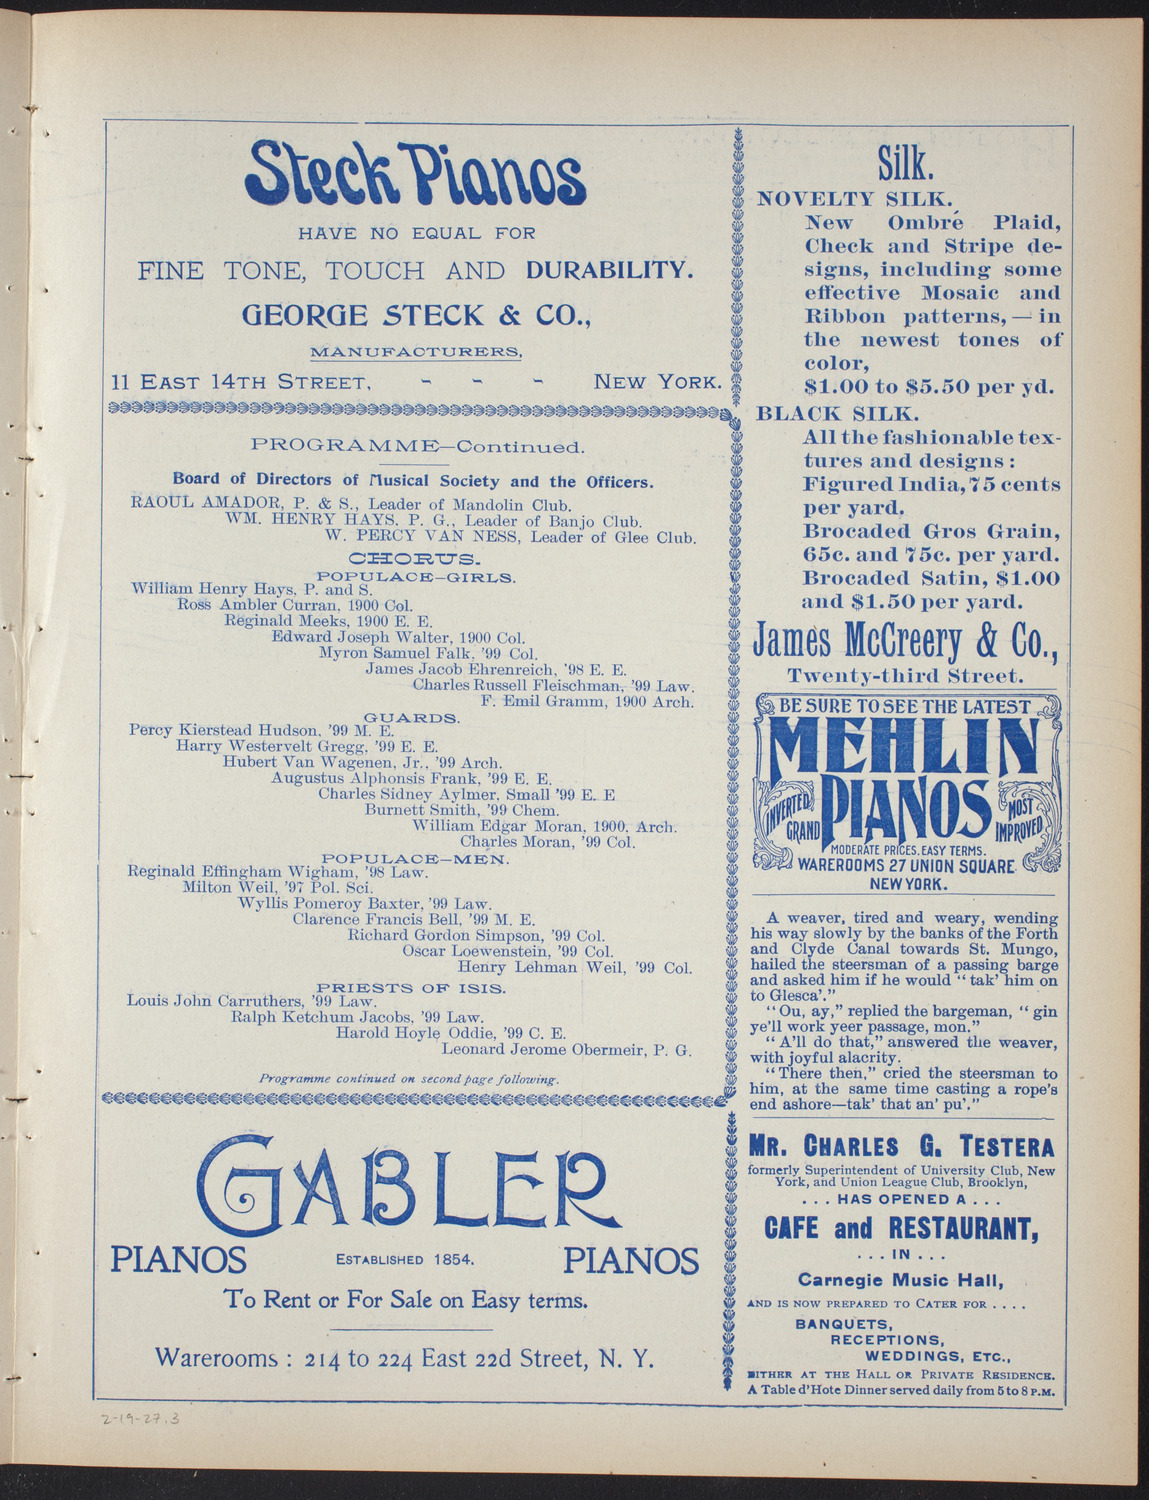 Steck Pianos
HAVE NO EQUAL FOR
FINE TONE, TOUCH AND DURABILITY.
GEORGE STECK & CO.,
MANUFACTURERS,
11 EAST 14TH STREET, - - - NEW YORK.
PROGRAMME—Continued.
Board of Directors of Musical Society and the Officers.
RAOUL AMADOR, P. & S., Leader of Mandolin Club.
WM. HENRY HAYS, P. G., Leader of Banjo Club.
W. PERCY VAN NESS, Leader of Glee Club.
CHORUS.
POPULACE—GIRLS.
William Henry Hays, P. and S.
Ross Ambler Curran, 1900 Col.
Reginald Meeks, 1900 E. E.
Edward Joseph Walter, 1900 Col.
Myron Samuel Falk, '99 Col.
James Jacob Ehrenreich, '98 E. E.
Charles Russell Fleischman, '99 Law.
F. Emil Gramm, 1900 Arch.
GUARDS.
Percy Kierstead Hudson, '99 M. E.
Harry Westervelt Gregg, '99 E. E.
Hubert Van Wagenen, Jr., '99 Arch.
Augustus Alphonsis Frank, '99 E. E.
Charles Sidney Aylmer, Small '99 E. E
Burnett Smith, '99 Chem.
William Edgar Moran, 1900, Arch.
Charles Moran, '99 Col.
POPULACE—MEN.
Reginald Effingham Wigham, '98 Law.
Milton Weil, '97 Pol. Sci.
Wyllis Pomeroy Baxter, '99 Law.
Clarence Francis Bell, '99 M. E.
Richard Gordon Simpson, '99 Col.
Oscar Loewenstein, '99 Col.
Henry Lehman Weil, '99 Col.
PRIESTS OF ISIS.
Louis John Carruthers, '99 Law.
Ralph Ketchum Jacobs, '99 Law.
Harold Hoyle Oddie, '99 C. E.
Leonard Jerome Obermeir, P. G.
Programme continued on second page following.
GABLER
PIANOS ESTABLISHED 1854. PIANOS
To Rent or For Sale on Easy terms.
Warerooms : 214 to 224 East 22d Street, N. Y.
Silk.
NOVELTY SILK.
New Ombré Plaid,
Check and Stripe de-
signs, including some
effective Mosaic and
Ribbon patterns, — in
the newest tones of
color,
$1.00 to $5.50 per yd.
BLACK SILK.
All the fashionable tex-
tures and designs :
Figured India, 75 cents
per yard.
Brocaded Gros Grain,
65c. and 75c. per yard.
Brocaded Satin, $1.00
and $1.50 per yard.
James McCreery & Co.,
Twenty-third Street.
BE SURE TO SEE THE LATEST
MEHLIN
INVERTED GRAND PIANOS MOST IMPROVED
MODERATE PRICES. EASY TERMS.
WAREROOMS 27 UNION SQUARE
NEW YORK.
A weaver, tired and weary, wending
his way slowly by the banks of the Forth
and Clyde Canal towards St. Mungo,
hailed the steersman of a passing barge
and asked him if he would "tak' him on
to Glesca'."
"Ou, ay," replied the bargeman, "gin
ye'll work yeer passage, mon."
"A'll do that," answered the weaver,
with joyful alacrity.
"There then," cried the steersman to
him, at the same time casting a rope's
end ashore—tak' that an' pu'."
MR. CHARLES G. TESTERA
formerly Superintendent of University Club, New
York, and Union League Club, Brooklyn,
. . . HAS OPENED A . . .
CAFE and RESTAURANT,
. . . IN . . .
Carnegie Music Hall,
AND IS NOW PREPARED TO CATER FOR . . . .
BANQUETS,
RECEPTIONS,
WEDDINGS, ETC.,
EITHER AT THE HALL OR PRIVATE RESIDENCE.
A Table d'Hote Dinner served daily from 5 to 8 P.M.
2-19-27.3